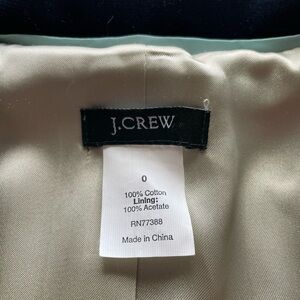 J.CREW
0
100% Cotton
Lining:
100% Acetate
RN77388
Made in China